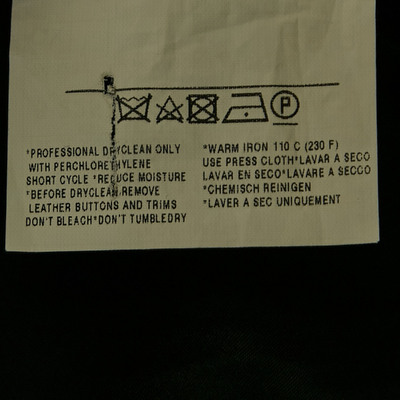 P
*PROFESSIONAL DRYCLEAN ONLY
WITH PERCHLORETHYLENE
SHORT CYCLE *REDUCE MOISTURE
*BEFORE DRYCLEAN REMOVE
LEATHER BUTTONS AND TRIMS
DON'T BLEACH*DON'T TUMBLEDRY
*WARM IRON 110 C (230 F)
USE PRESS CLOTH*LAVAR A SECO
LAVAR EN SECO*LAVARE A SECCO
*CHEMISCH REINIGEN
*LAVER A SEC UNIQUEMENT